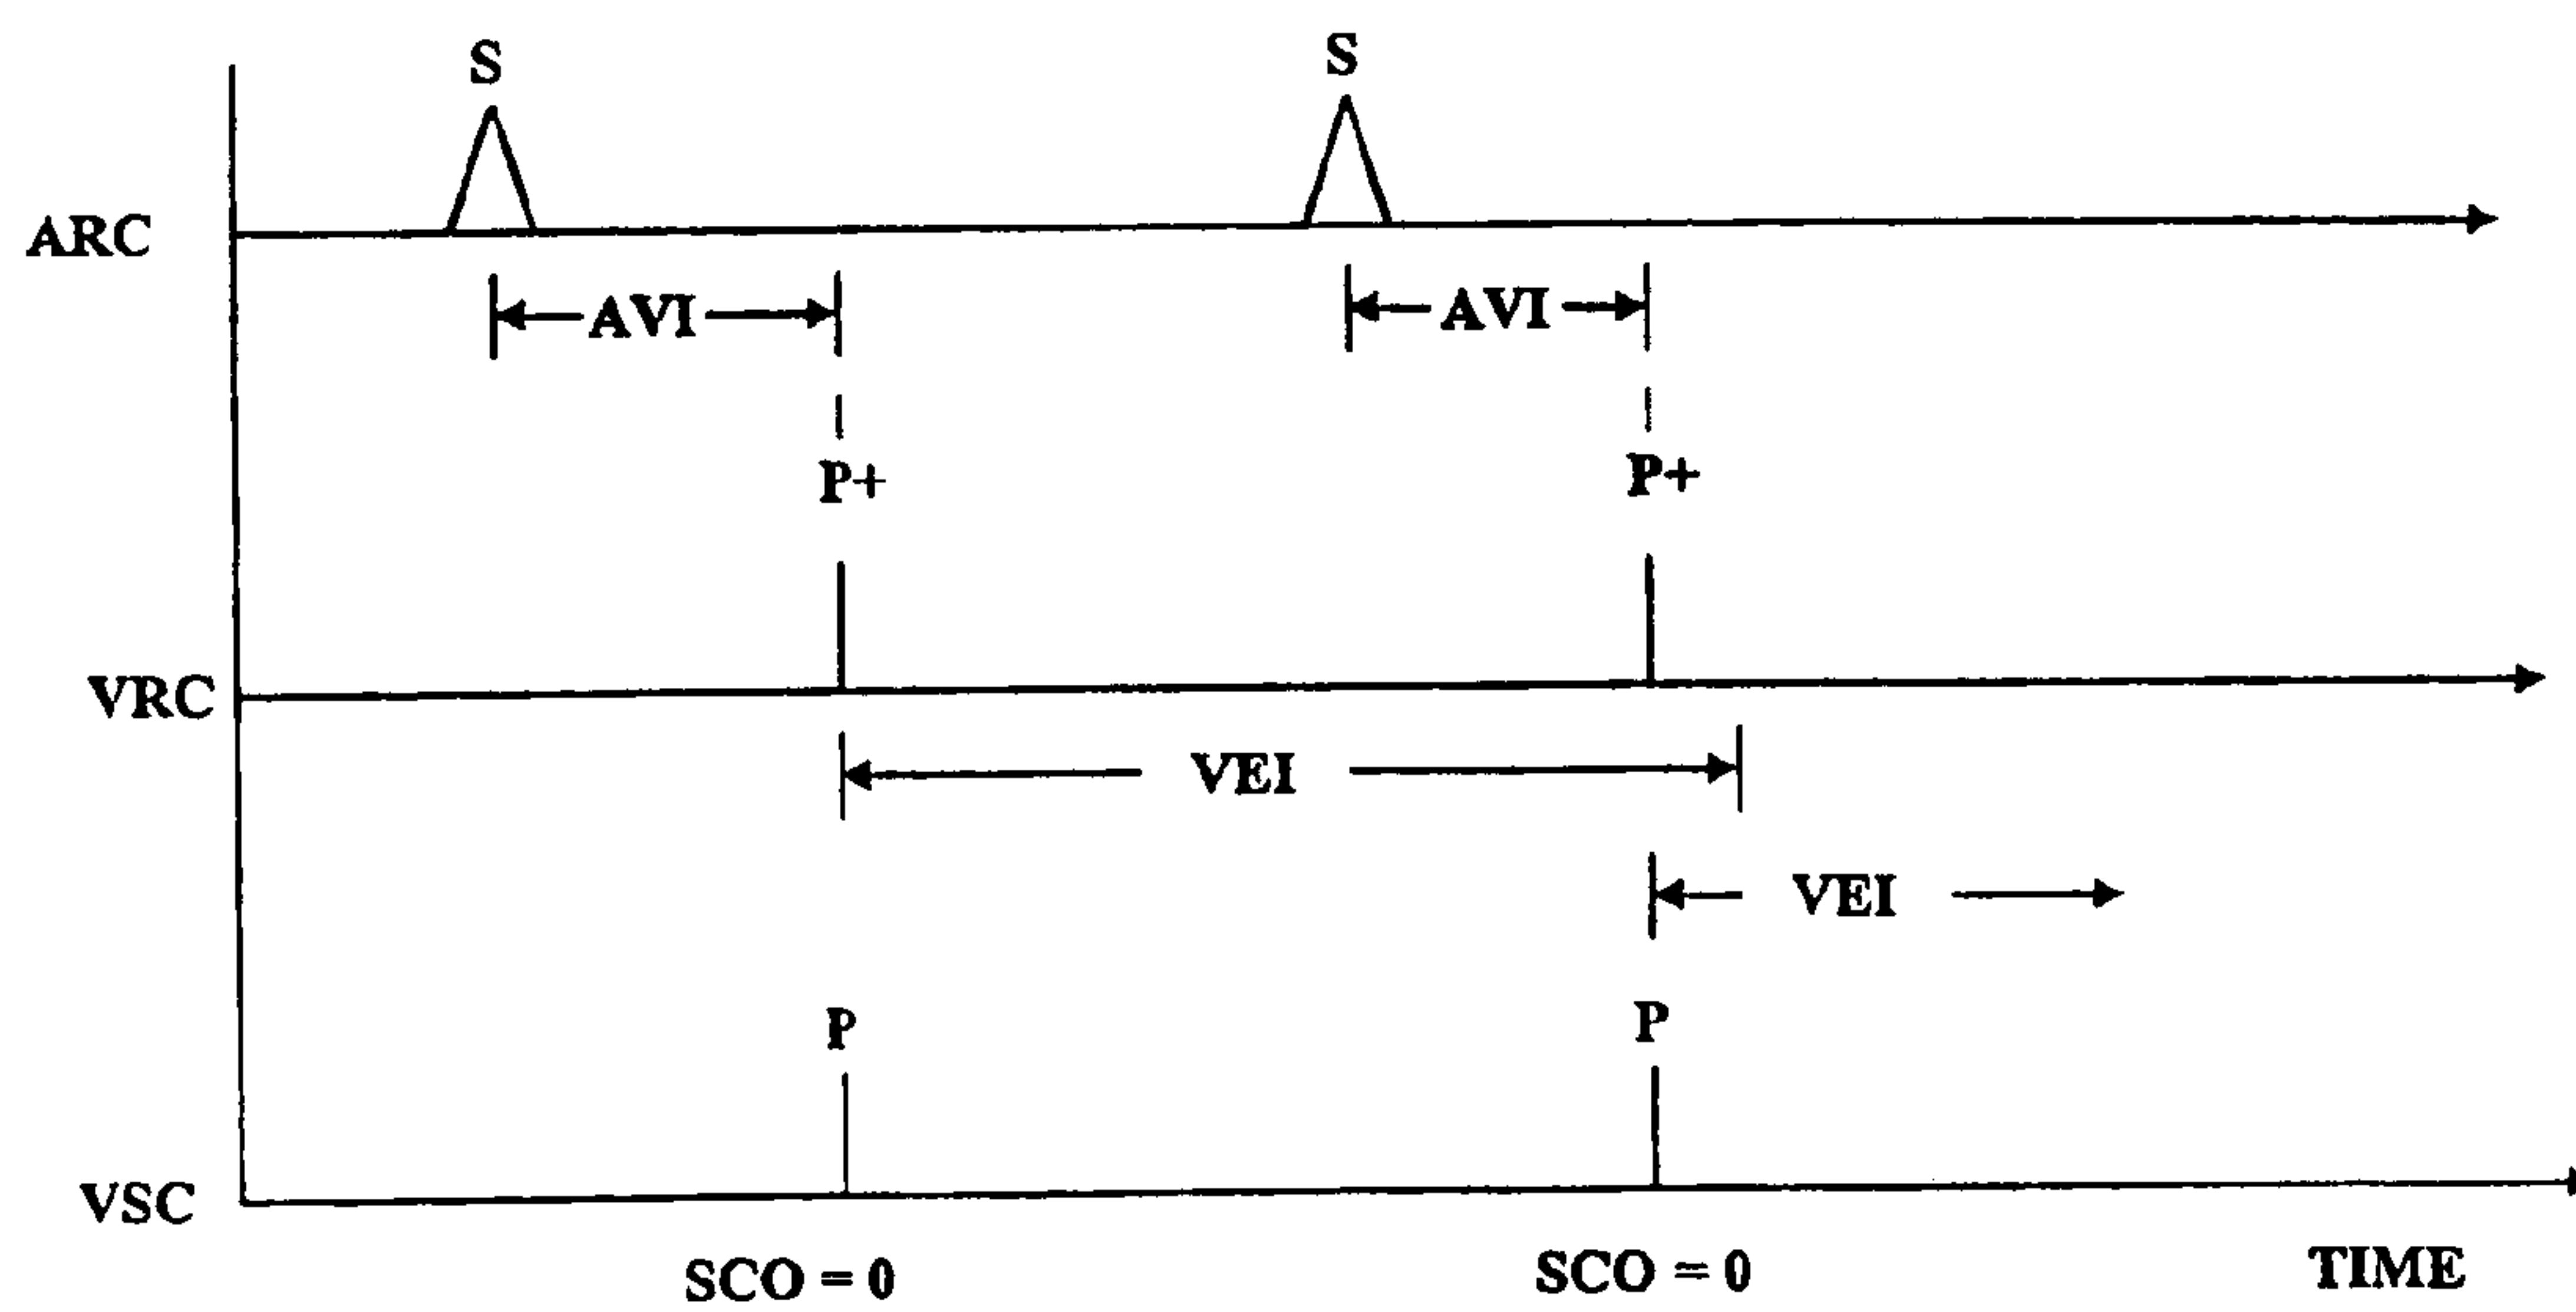 S S
ARC
AVI AVI
P+ P+
VRC
VEI
VEI
P P
VSC
SCO = 0 SCO = 0 TIME